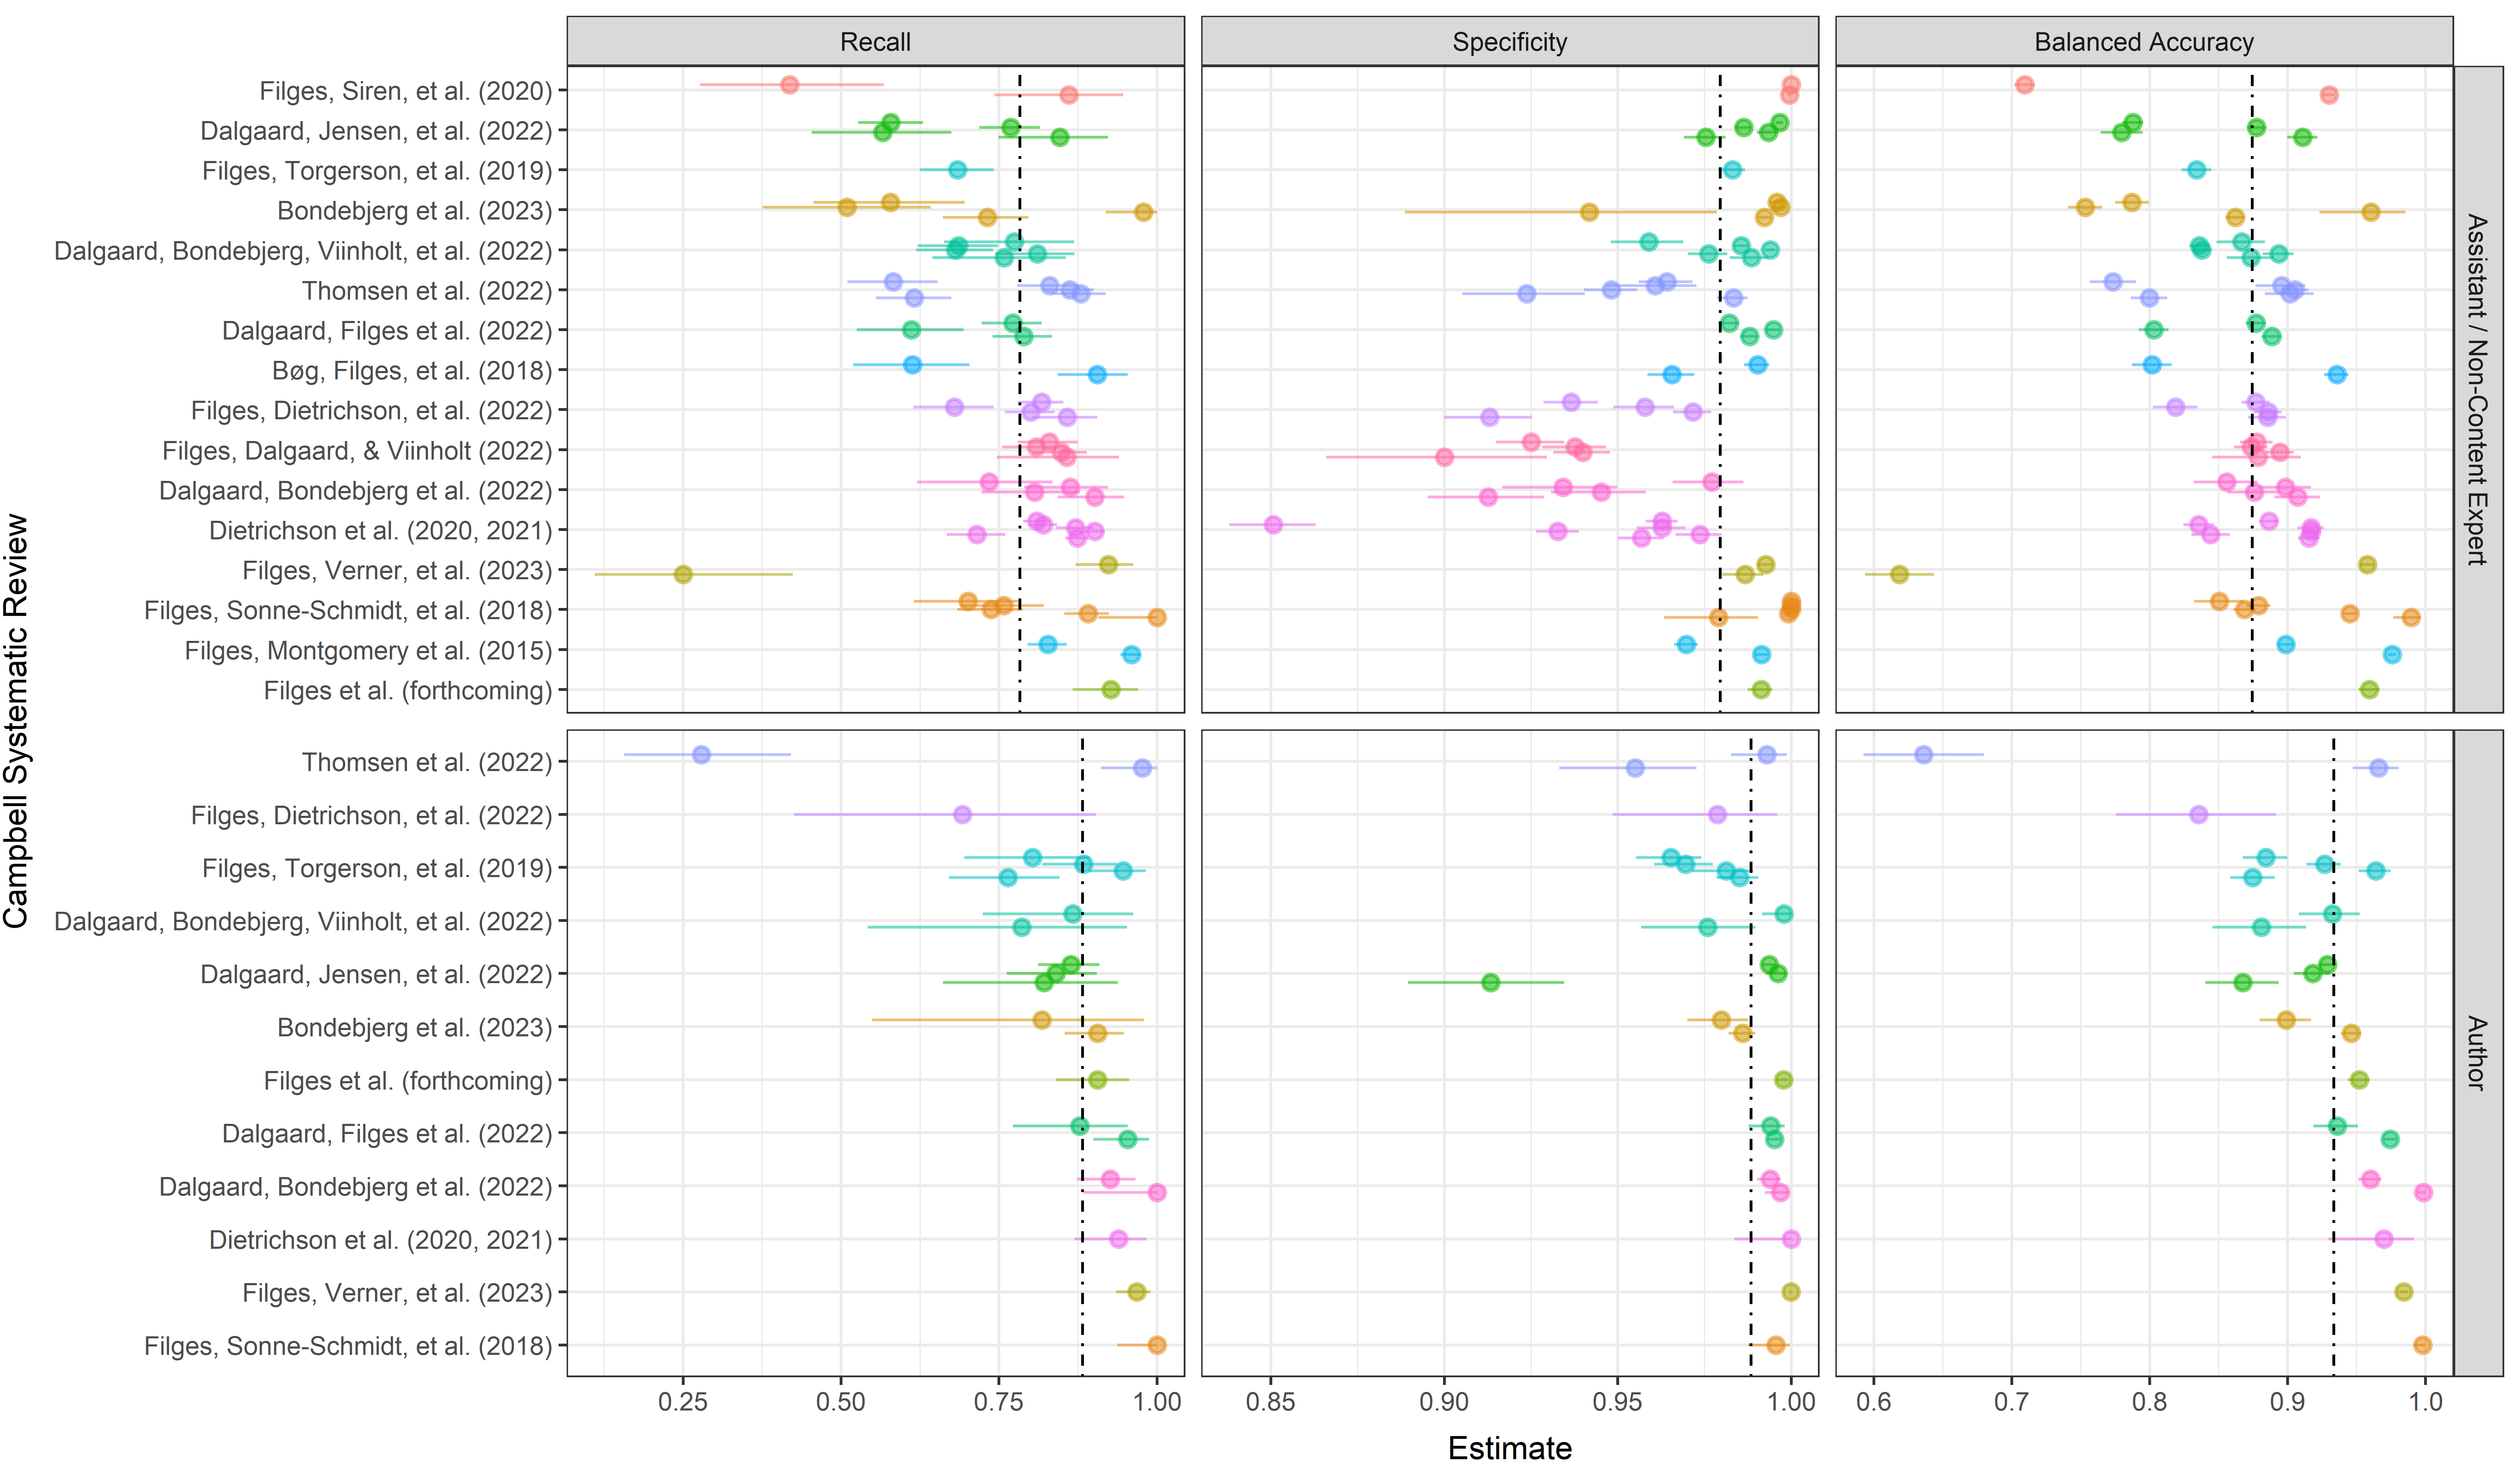 Recall
Specificity
Balanced Accuracy
Campbell Systematic Review
Filges, Siren, et al. (2020)
Dalgaard, Jensen, et al. (2022)
Filges, Torgerson, et al. (2019)
Bondebjerg et al. (2023)
Dalgaard, Bondebjerg, Viinholt, et al. (2022)
Thomsen et al. (2022)
Dalgaard, Filges et al. (2022)
Bøg, Filges, et al. (2018)
Filges, Dietrichson, et al. (2022)
Filges, Dalgaard, & Viinholt (2022)
Dalgaard, Bondebjerg et al. (2022)
Dietrichson et al. (2020, 2021)
Filges, Verner, et al. (2023)
Filges, Sonne-Schmidt, et al. (2018)
Filges, Montgomery et al. (2015)
Filges et al. (forthcoming)
Assistant / Non-Content Expert
Thomsen et al. (2022)
Filges, Dietrichson, et al. (2022)
Filges, Torgerson, et al. (2019)
Dalgaard, Bondebjerg, Viinholt, et al. (2022)
Dalgaard, Jensen, et al. (2022)
Bondebjerg et al. (2023)
Filges et al. (forthcoming)
Dalgaard, Filges et al. (2022)
Dalgaard, Bondebjerg et al. (2022)
Dietrichson et al. (2020, 2021)
Filges, Verner, et al. (2023)
Filges, Sonne-Schmidt, et al. (2018)
Author
0.25 0.50 0.75 1.00
0.85 0.90 0.95 1.00
0.6 0.7 0.8 0.9 1.0
Estimate